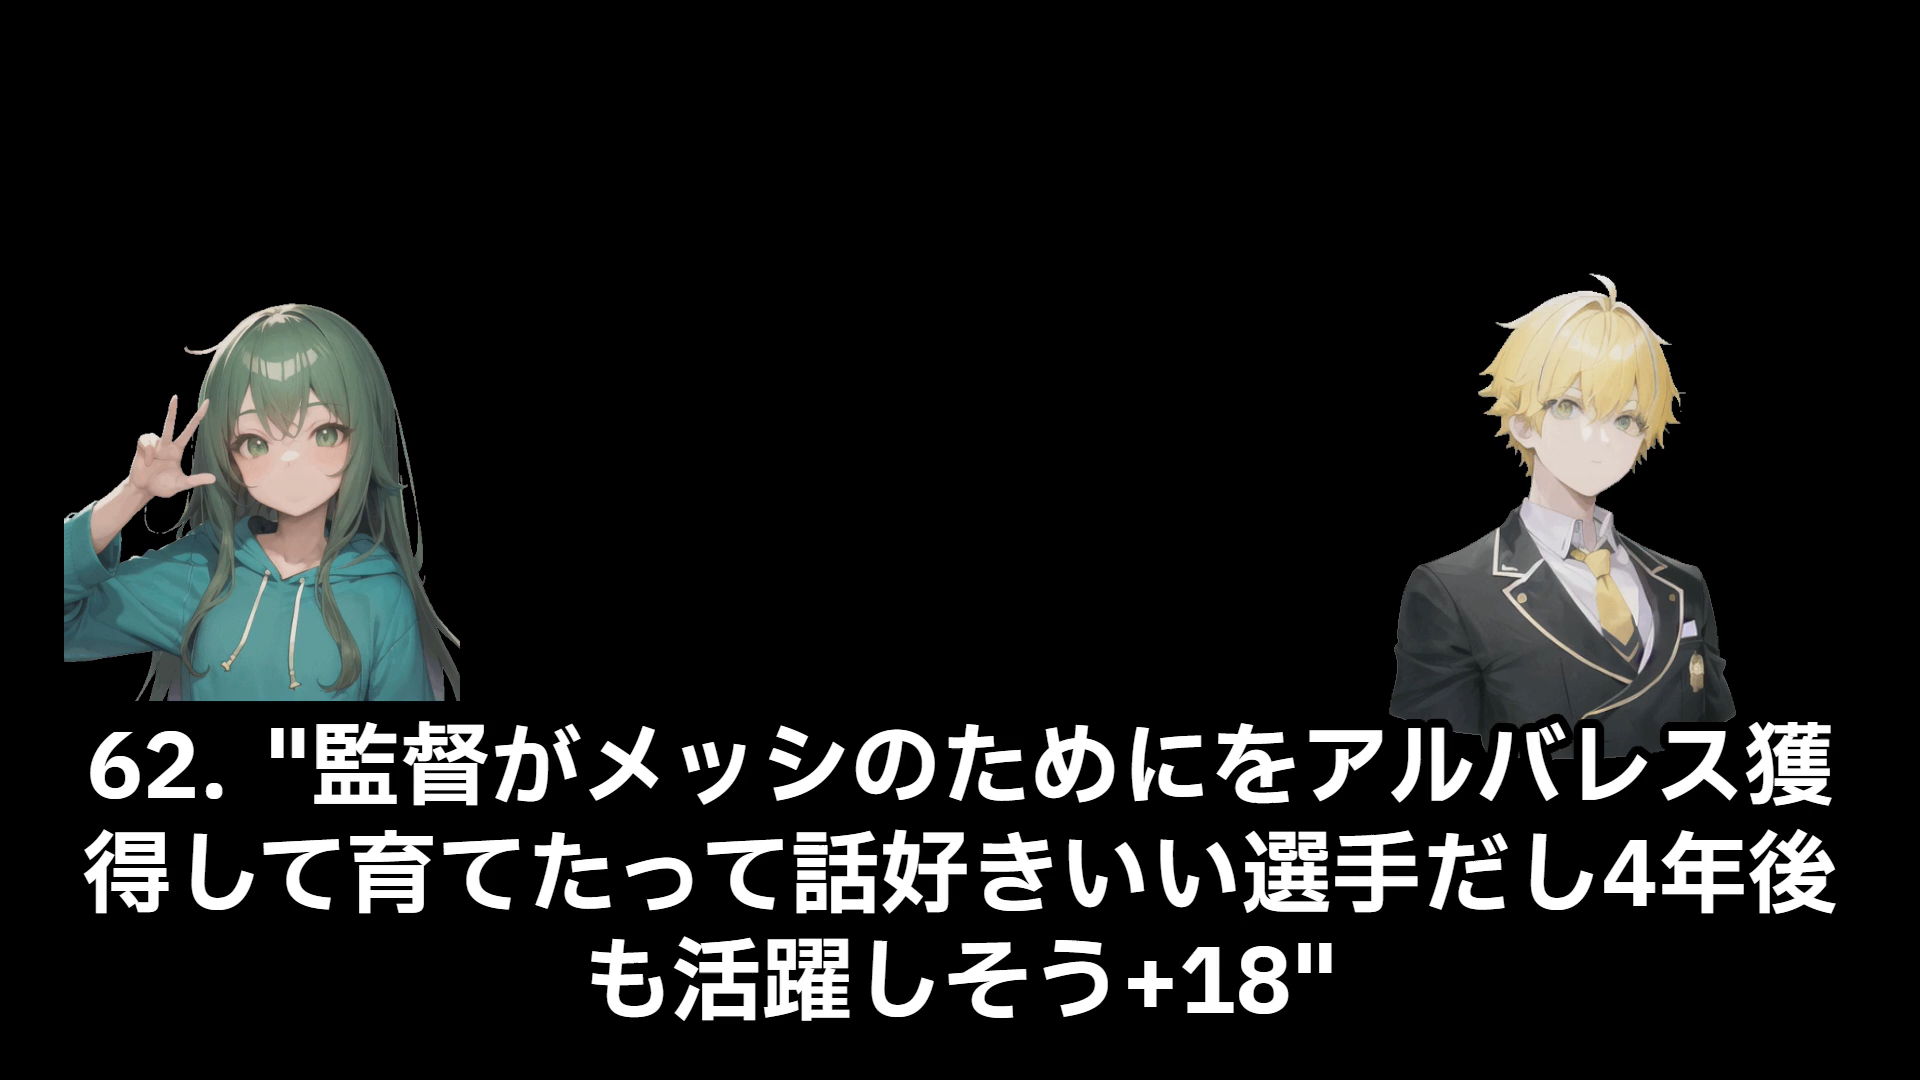 62. "監督がメッシのためにをアルバレス獲
得して育てたって話好きいい選手だし4年後
も活躍しそう+18"